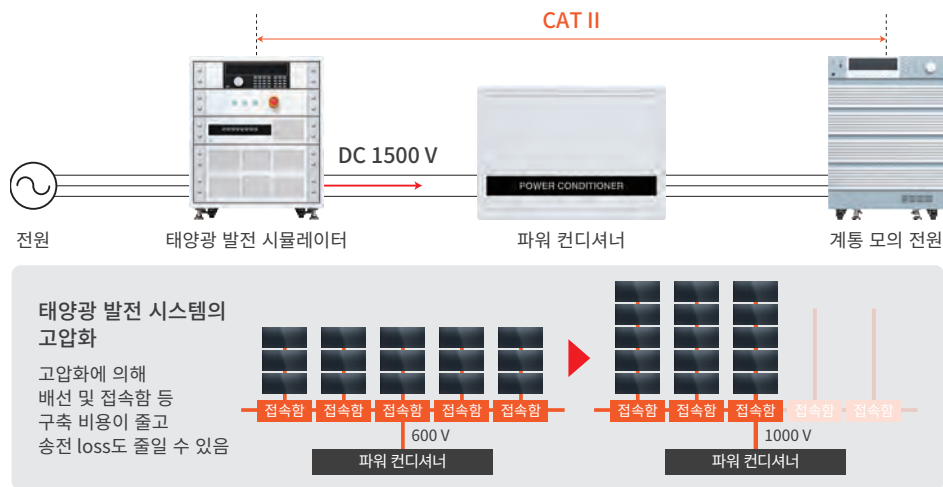 CAT II
DC 1500 V
POWER CONDITIONER
전원
태양광 발전 시뮬레이터
파워 컨디셔너
계통 모의 전원
태양광 발전 시스템의
고압화
고압화에 의해
배선 및 접속함 등
구축 비용이 줄고
송전 loss도 줄일 수 있음
접속함 접속함 접속함 접속함 접속함
600 V
파워 컨디셔너
접속함 접속함 접속함 접속함 접속함
1000 V
파워 컨디셔너